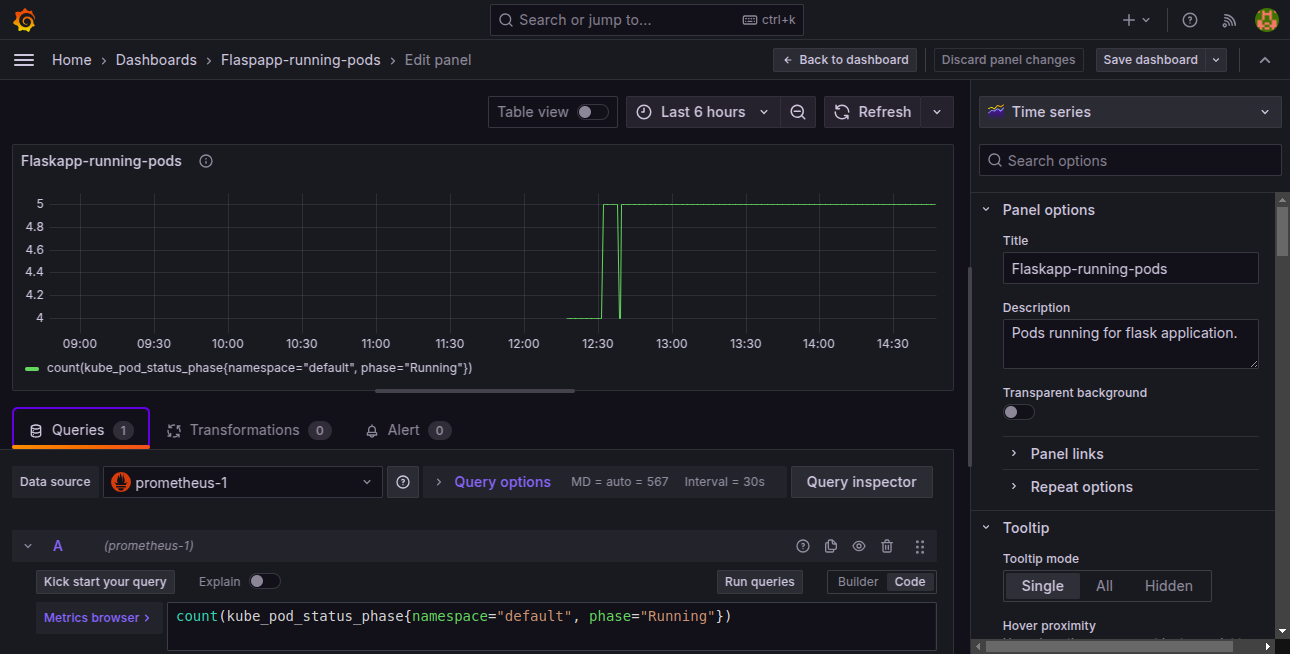 Search or jump to... ctrl+k
Home › Dashboards › Flaspapp-running-pods › Edit panel
Back to dashboard
Discard panel changes
Save dashboard
Table view
Last 6 hours
Refresh
Time series
Search options
Flaskapp-running-pods
5
4.8
4.6
4.4
4.2
4
09:00 09:30 10:00 10:30 11:00 11:30 12:00 12:30 13:00 13:30 14:00 14:30
count(kube_pod_status_phase{namespace="default", phase="Running"})
Queries 1
Transformations 0
Alert 0
Data source
prometheus-1
Query options MD = auto = 567 Interval = 30s
Query inspector
A (prometheus-1)
Kick start your query
Explain
Run queries
Builder Code
Metrics browser >
count(kube_pod_status_phase{namespace="default", phase="Running"})
Panel options
Title
Flaskapp-running-pods
Description
Pods running for flask application.
Transparent background
Panel links
Repeat options
Tooltip
Tooltip mode
Single All Hidden
Hover proximity